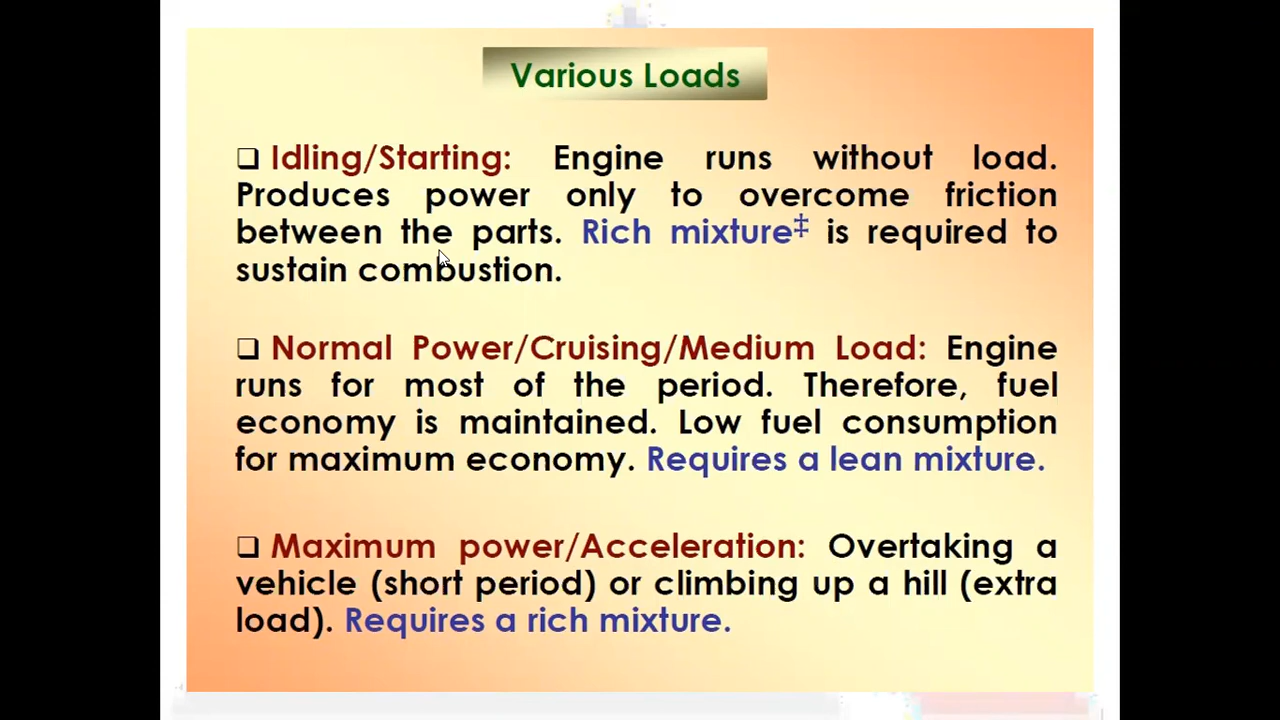 Various Loads
❑ Idling/Starting: Engine runs without load.
Produces power only to overcome friction
between the parts. Rich mixture‡ is required to
sustain combustion.
❑ Normal Power/Cruising/Medium Load: Engine
runs for most of the period. Therefore, fuel
economy is maintained. Low fuel consumption
for maximum economy. Requires a lean mixture.
❑ Maximum power/Acceleration: Overtaking a
vehicle (short period) or climbing up a hill (extra
load). Requires a rich mixture.